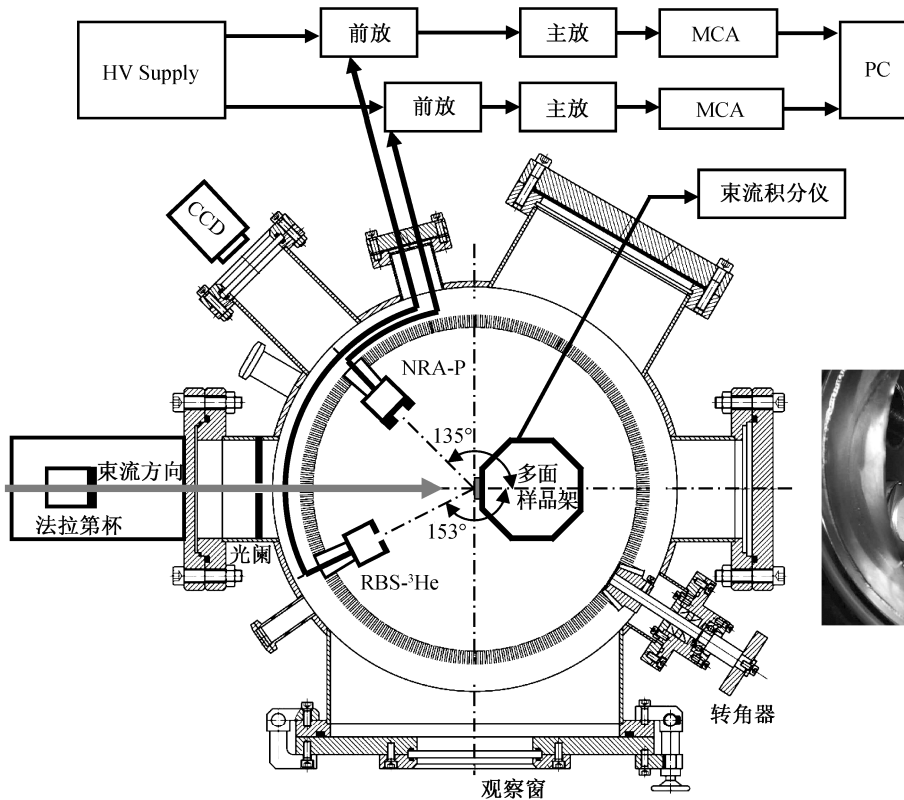 HV Supply
前放
主放
MCA
PC
前放
主放
MCA
束流积分仪
CCD
NRA-P
135°
束流方向
多面
样品架
法拉第杯
153°
光阑
RBS-³He
转角器
观察窗